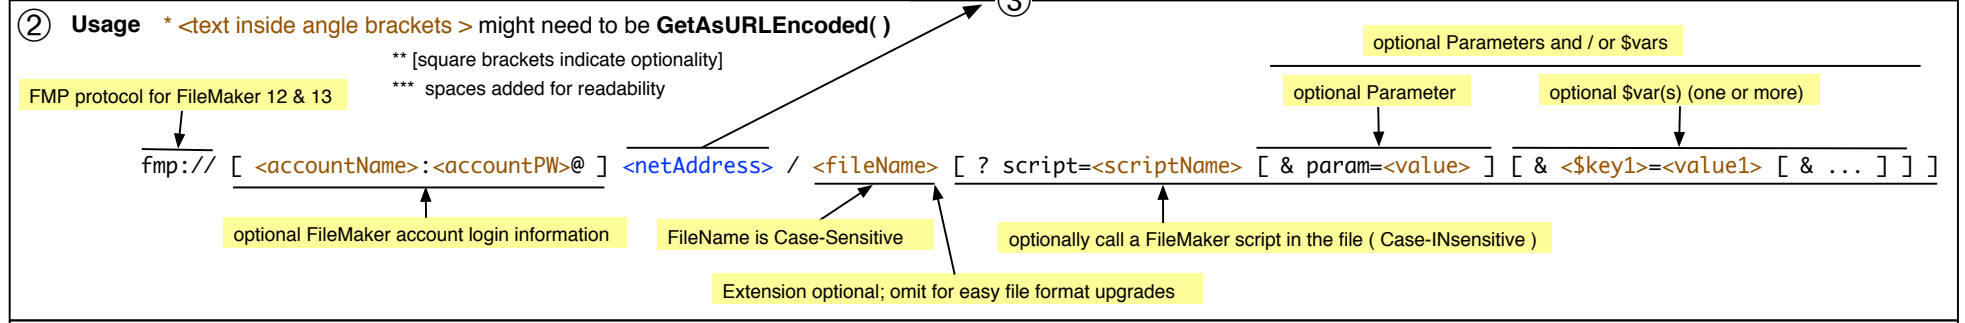 ③
② Usage * <text inside angle brackets > might need to be GetAsURLEncoded( )
** [square brackets indicate optionality]
*** spaces added for readability
optional Parameters and / or $vars
FMP protocol for FileMaker 12 & 13
optional Parameter
optional $var(s) (one or more)
fmp:// [ <accountName>:<accountPW>@ ] <netAddress> / <fileName> [ ? script=<scriptName> [ & param=<value> ] [ & <$key1>=<value1> [ & ... ] ] ]
optional FileMaker account login information
FileName is Case-Sensitive
optionally call a FileMaker script in the file ( Case-INsensitive )
Extension optional; omit for easy file format upgrades